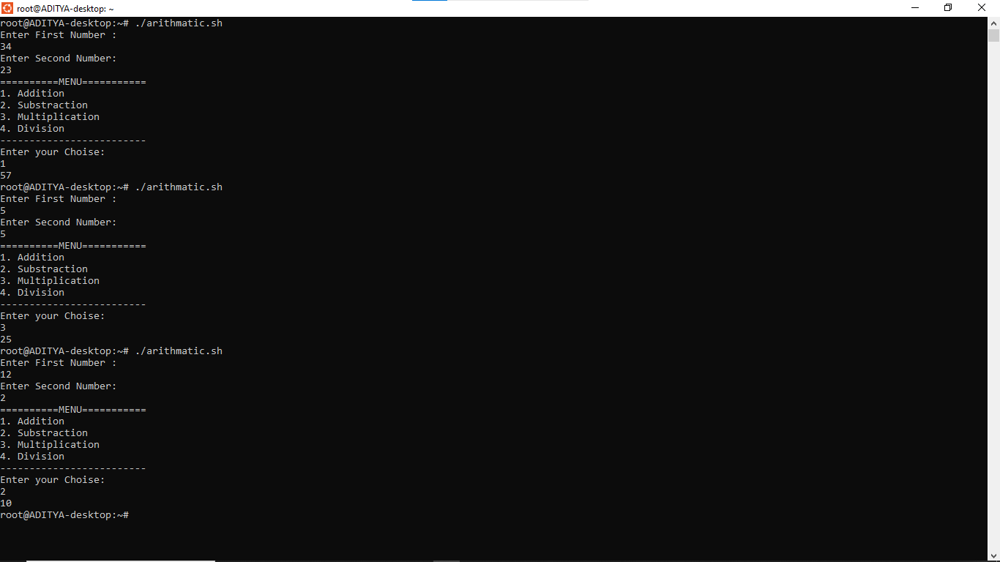 root@ADITYA-desktop: ~
root@ADITYA-desktop:~# ./arithmatic.sh
Enter First Number :
34
Enter Second Number:
23
==========MENU===========
1. Addition
2. Substraction
3. Multiplication
4. Division
-------------------------
Enter your Choise:
1
57
root@ADITYA-desktop:~# ./arithmatic.sh
Enter First Number :
5
Enter Second Number:
5
==========MENU===========
1. Addition
2. Substraction
3. Multiplication
4. Division
-------------------------
Enter your Choise:
3
25
root@ADITYA-desktop:~# ./arithmatic.sh
Enter First Number :
12
Enter Second Number:
2
==========MENU===========
1. Addition
2. Substraction
3. Multiplication
4. Division
-------------------------
Enter your Choise:
2
10
root@ADITYA-desktop:~#